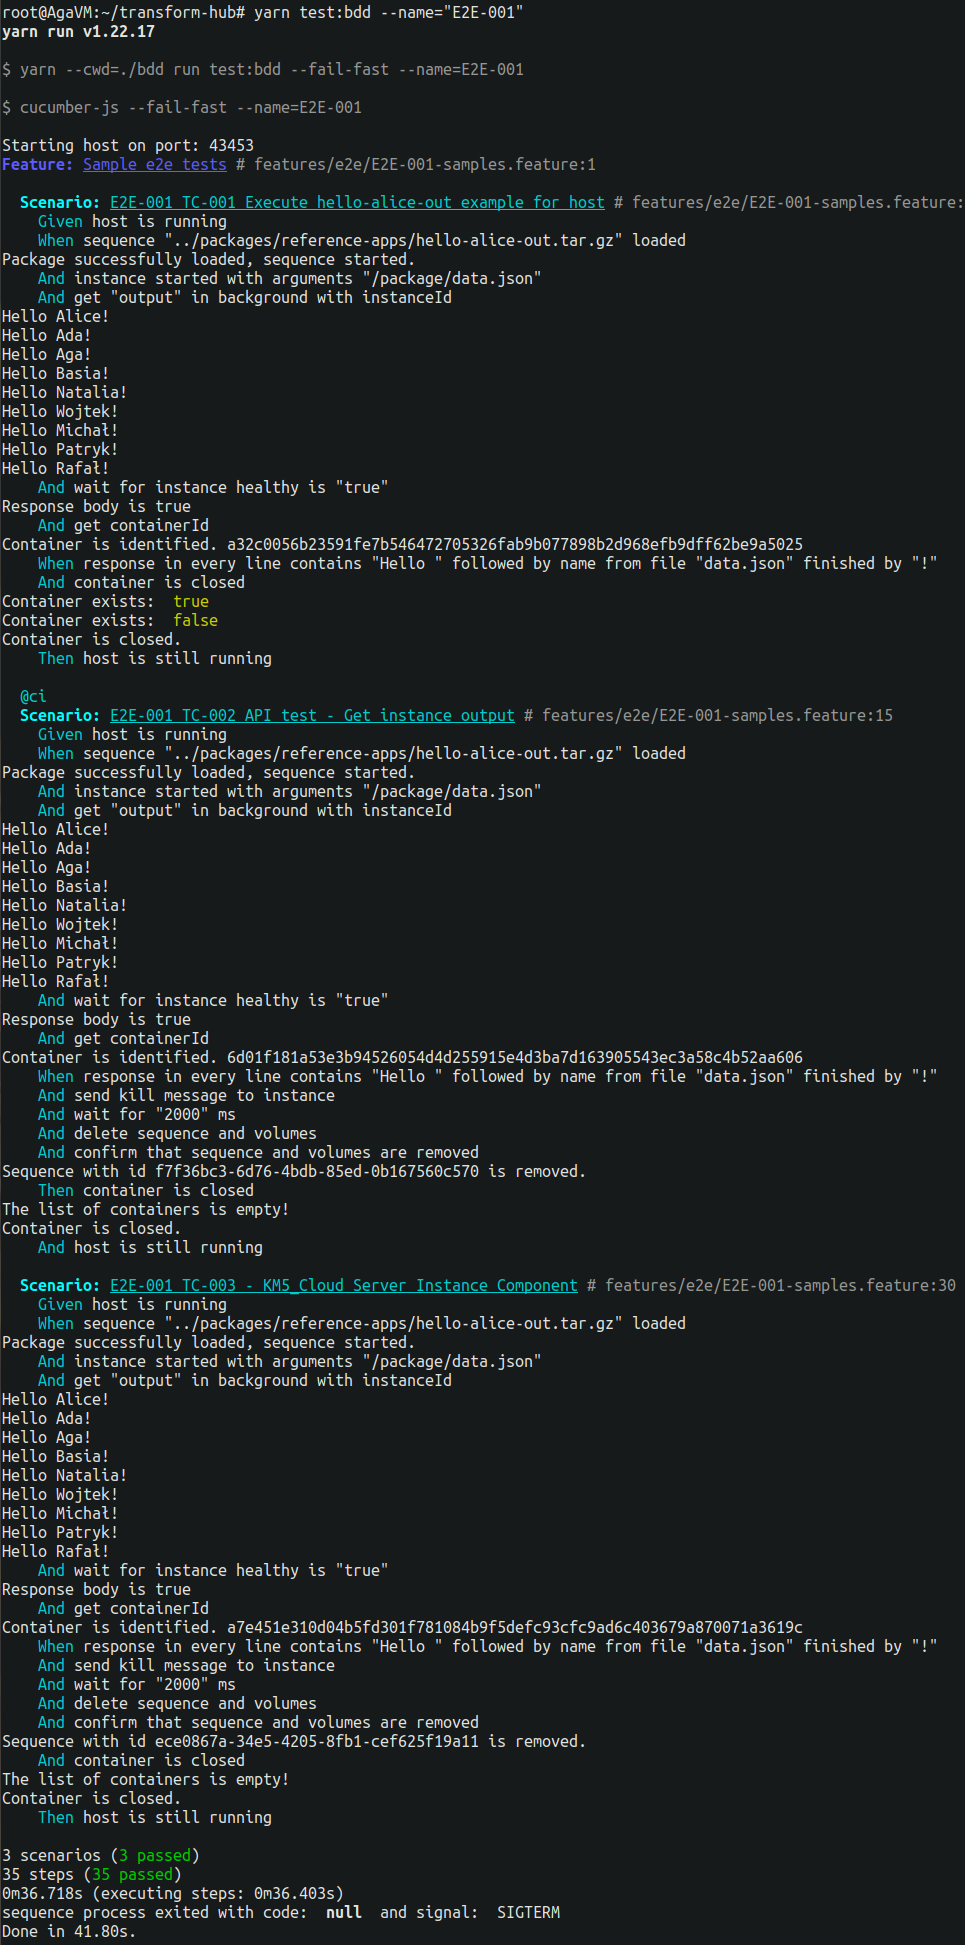 root@AgaVM:~/transform-hub# yarn test:bdd --name="E2E-001"
yarn run v1.22.17
$ yarn --cwd=./bdd run test:bdd --fail-fast --name=E2E-001
$ cucumber-js --fail-fast --name=E2E-001
Starting host on port: 43453
Feature: Sample e2e tests # features/e2e/E2E-001-samples.feature:1
Scenario: E2E-001 TC-001 Execute hello-alice-out example for host # features/e2e/E2E-001-samples.feature:
Given host is running
When sequence "../packages/reference-apps/hello-alice-out.tar.gz" loaded
Package successfully loaded, sequence started.
And instance started with arguments "/package/data.json"
And get "output" in background with instanceId
Hello Alice!
Hello Ada!
Hello Aga!
Hello Basia!
Hello Natalia!
Hello Wojtek!
Hello Michał!
Hello Patryk!
Hello Rafał!
And wait for instance healthy is "true"
Response body is true
And get containerId
Container is identified. a32c0056b23591fe7b546472705326fab9b077898b2d968efb9dff62be9a5025
When response in every line contains "Hello " followed by name from file "data.json" finished by "!"
And container is closed
Container exists:  true
Container exists:  false
Container is closed.
Then host is still running
@ci
Scenario: E2E-001 TC-002 API test - Get instance output # features/e2e/E2E-001-samples.feature:15
Given host is running
When sequence "../packages/reference-apps/hello-alice-out.tar.gz" loaded
Package successfully loaded, sequence started.
And instance started with arguments "/package/data.json"
And get "output" in background with instanceId
Hello Alice!
Hello Ada!
Hello Aga!
Hello Basia!
Hello Natalia!
Hello Wojtek!
Hello Michał!
Hello Patryk!
Hello Rafał!
And wait for instance healthy is "true"
Response body is true
And get containerId
Container is identified. 6d01f181a53e3b94526054d4d255915e4d3ba7d163905543ec3a58c4b52aa606
When response in every line contains "Hello " followed by name from file "data.json" finished by "!"
And send kill message to instance
And wait for "2000" ms
And delete sequence and volumes
And confirm that sequence and volumes are removed
Sequence with id f7f36bc3-6d76-4bdb-85ed-0b167560c570 is removed.
Then container is closed
The list of containers is empty!
Container is closed.
And host is still running
Scenario: E2E-001 TC-003 - KM5_Cloud Server Instance Component # features/e2e/E2E-001-samples.feature:30
Given host is running
When sequence "../packages/reference-apps/hello-alice-out.tar.gz" loaded
Package successfully loaded, sequence started.
And instance started with arguments "/package/data.json"
And get "output" in background with instanceId
Hello Alice!
Hello Ada!
Hello Aga!
Hello Basia!
Hello Natalia!
Hello Wojtek!
Hello Michał!
Hello Patryk!
Hello Rafał!
And wait for instance healthy is "true"
Response body is true
And get containerId
Container is identified. a7e451e310d04b5fd301f781084b9f5defc93cfc9ad6c403679a870071a3619c
When response in every line contains "Hello " followed by name from file "data.json" finished by "!"
And send kill message to instance
And wait for "2000" ms
And delete sequence and volumes
And confirm that sequence and volumes are removed
Sequence with id ece0867a-34e5-4205-8fb1-cef625f19a11 is removed.
And container is closed
The list of containers is empty!
Container is closed.
Then host is still running
3 scenarios (3 passed)
35 steps (35 passed)
0m36.718s (executing steps: 0m36.403s)
sequence process exited with code:  null  and signal:  SIGTERM
Done in 41.80s.